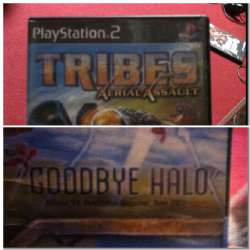 PlayStation 2
TRIBES
AERIAL ASSAULT
"GOODBYE HALO"